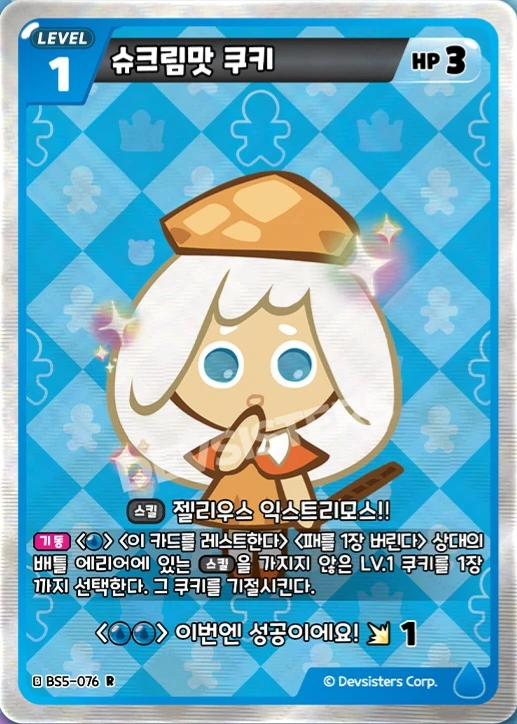 LEVEL
1
슈크림맛 쿠키
HP 3
DEVSISTERS
스킬 젤리우스 익스트리모스!!
기동 <> <이 카드를 레스트한다> <패를 1장 버린다> 상대의
배틀 에리어에 있는 스킬 을 가지지 않은 LV.1 쿠키를 1장
까지 선택한다. 그 쿠키를 기절시킨다.
<> 이번엔 성공이에요! 1
B BS5-076 R
© Devsisters Corp.